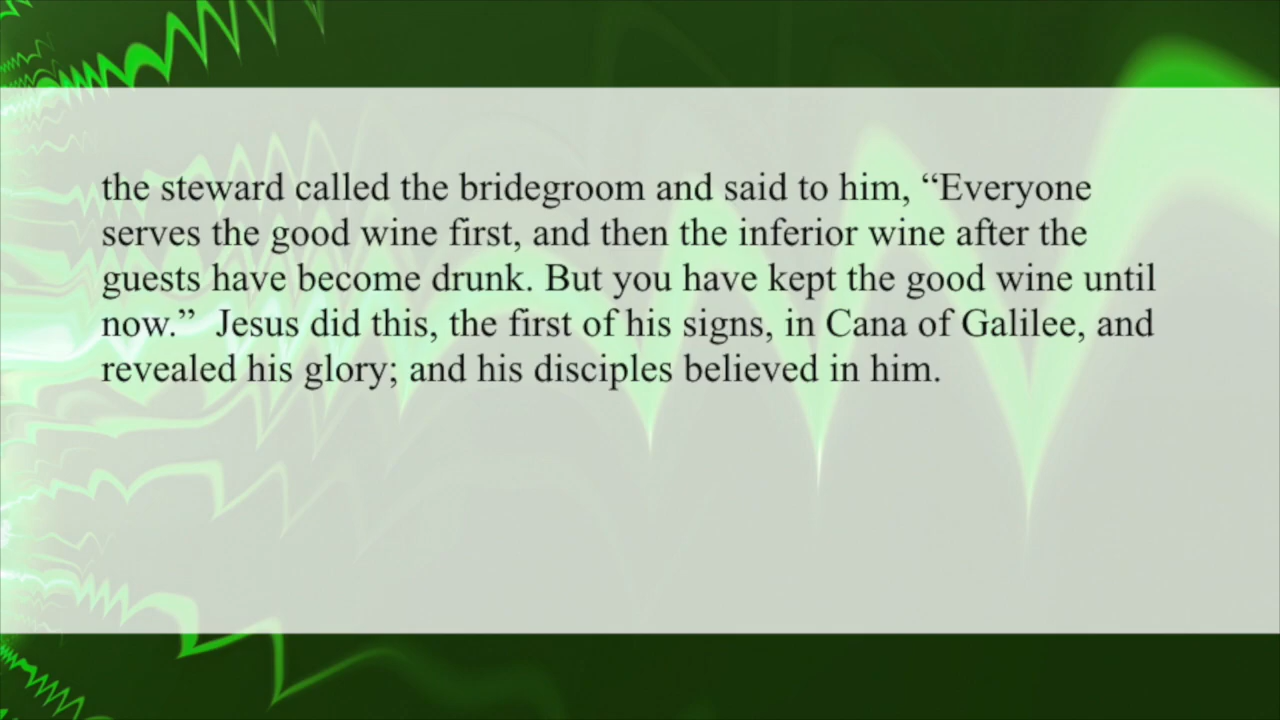 the steward called the bridegroom and said to him, “Everyone
serves the good wine first, and then the inferior wine after the
guests have become drunk. But you have kept the good wine until
now.”  Jesus did this, the first of his signs, in Cana of Galilee, and
revealed his glory; and his disciples believed in him.